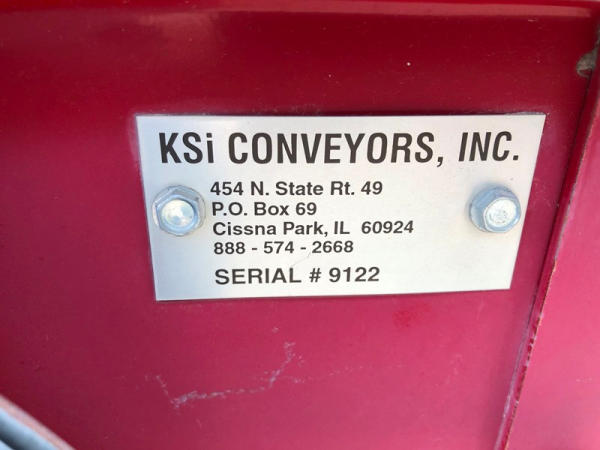 KSi CONVEYORS, INC.
454 N. State Rt. 49
P.O. Box 69
Cissna Park, IL 60924
888 - 574 - 2668
SERIAL # 9122